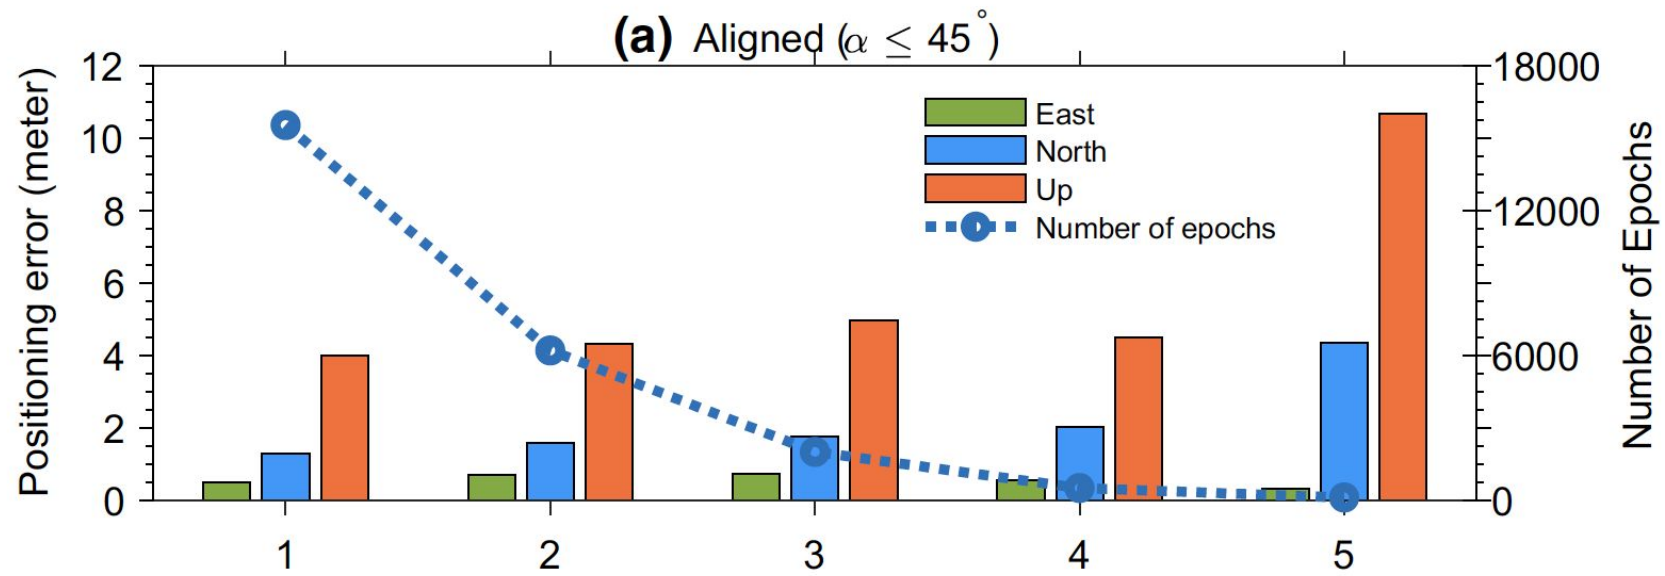 (a) Aligned (α ≤ 45°)
Positioning error (meter)
12
10
8
6
4
2
0
East
North
Up
Number of epochs
18000
12000
6000
0
Number of Epochs
1 2 3 4 5